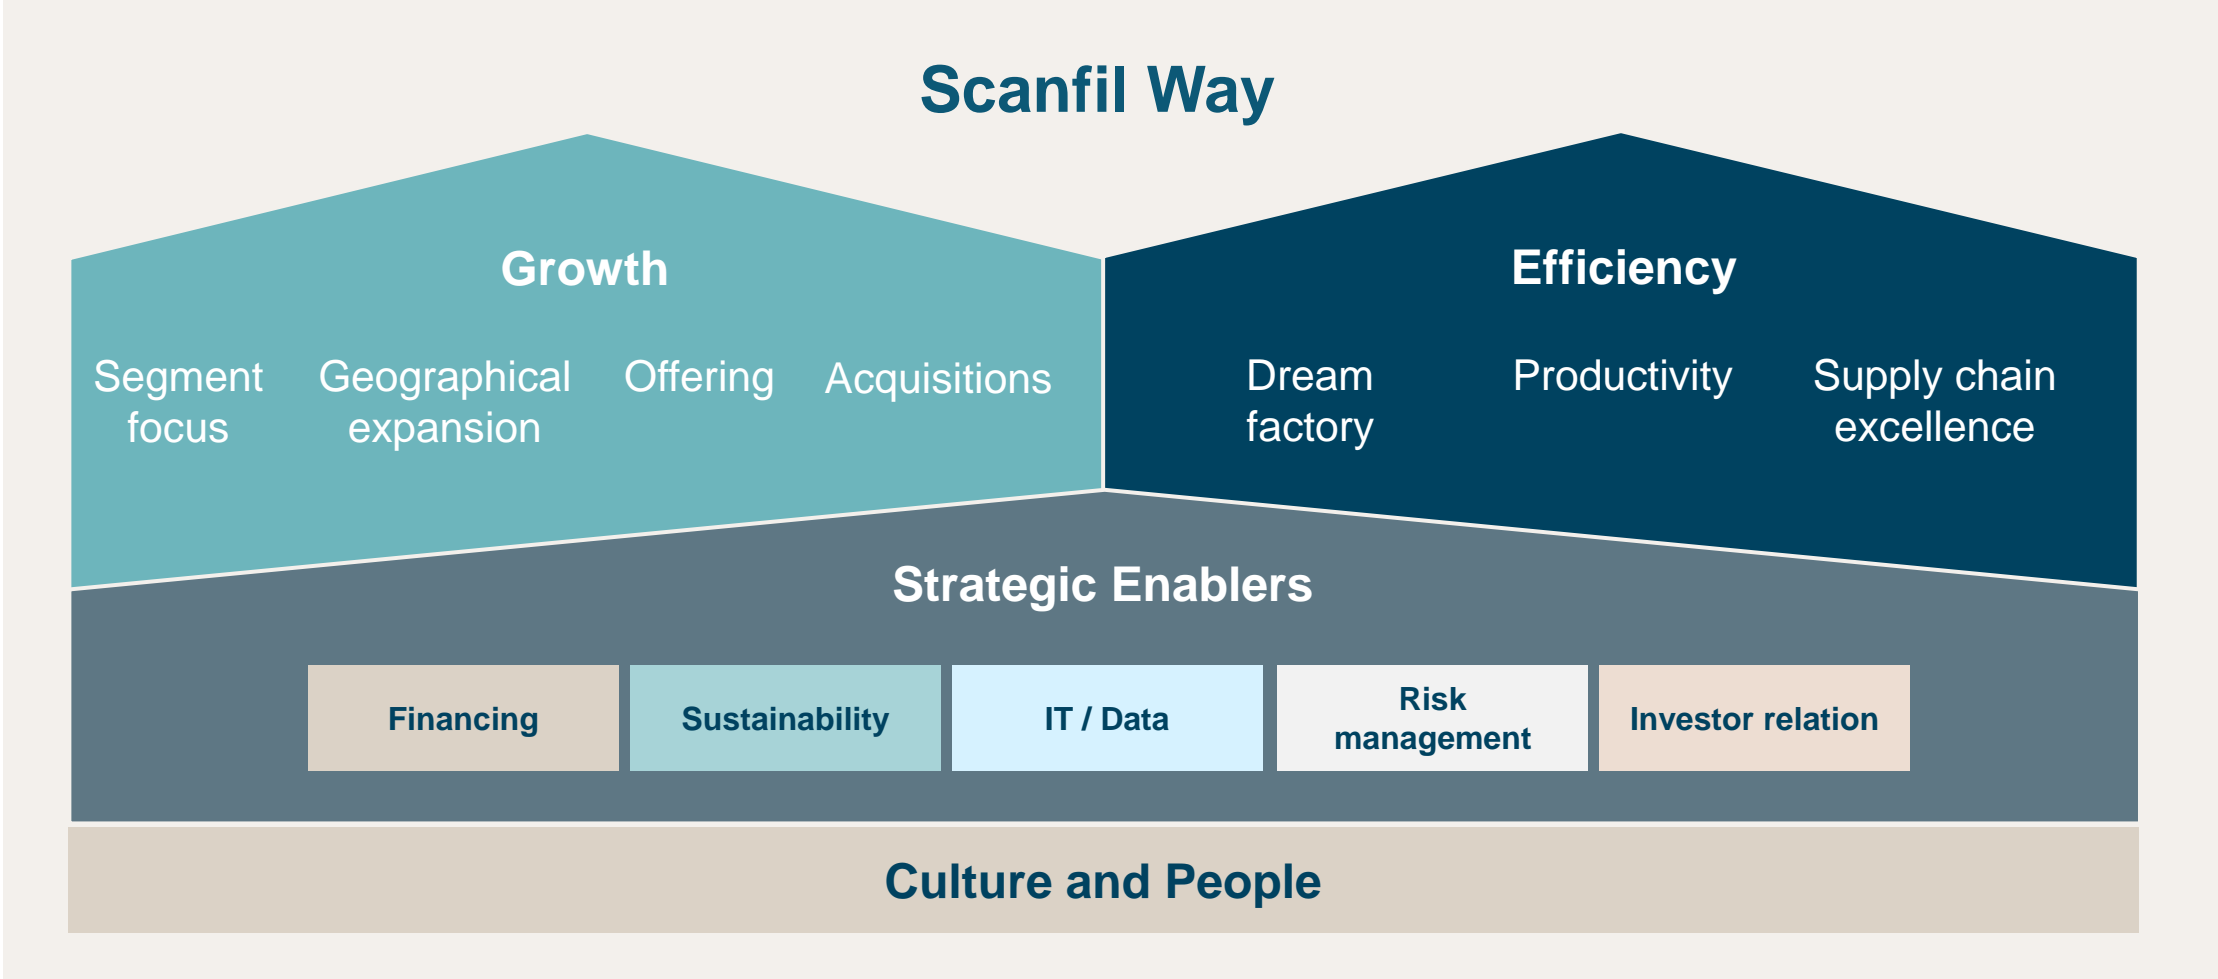 Scanfil Way
Growth
Segment
focus
Geographical
expansion
Offering
Acquisitions
Efficiency
Dream
factory
Productivity
Supply chain
excellence
Strategic Enablers
Financing
Sustainability
IT / Data
Risk
management
Investor relation
Culture and People